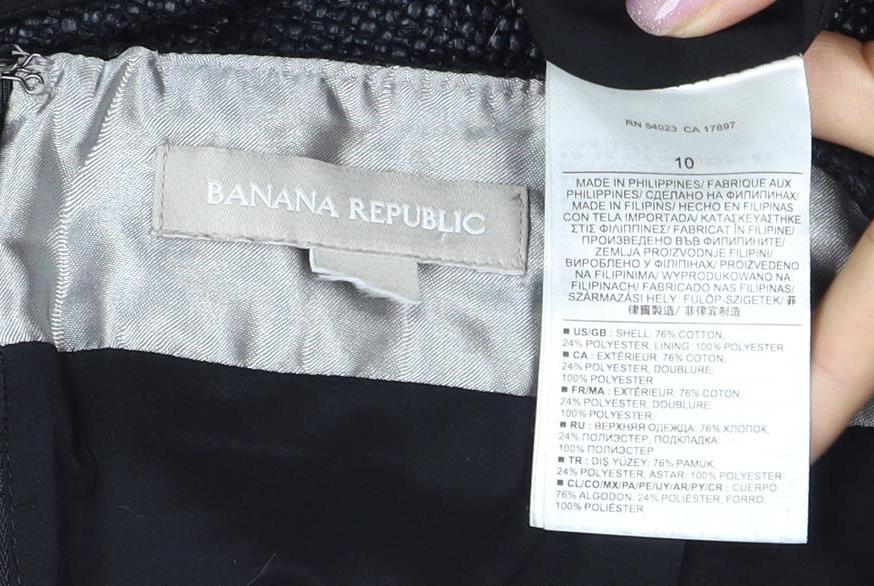 BANANA REPUBLIC
RN 54023 CA 17897
10
MADE IN PHILIPPINES/ FABRIQUE AUX
PHILIPPINES/ СДЕЛАНО НА ФИЛИПИНАХ/
MADE IN FILIPINS/ HECHO EN FILIPINAS
CON TELA IMPORTADA/ ΚΑΤΑΣΚΕΥΑΣΤΗΚΕ
ΣΤΙΣ ΦΙΛΙΠΠΙΝΕΣ/ FABRICAT ÎN FILIPINE/
ПРОИЗВЕДЕНО ВЪВ ФИЛИПИНИТЕ/
ZEMLJA PROIZVODNJE FILIPINI/
ВИРОБЛЕНО У ФІЛІПІНАХ/ PROIZVEDENO
NA FILIPINIMA/ WYPRODUKOWANO NA
FILIPINACH/ FABRICADO NAS FILIPINAS/
SZÁRMAZÁSI HELY: FÜLÖP-SZIGETEK/ 菲
律賓製造/ 菲律宾制造
■ US/GB : SHELL: 76% COTTON,
24% POLYESTER, LINING: 100% POLYESTER
■ CA : EXTÉRIEUR: 76% COTON,
24% POLYESTER, DOUBLURE:
100% POLYESTER
■ FR/MA : EXTÉRIEUR: 76% COTON,
24% POLYESTER, DOUBLURE:
100% POLYESTER
■ RU : ВЕРХНЯЯ ОДЕЖДА: 76% ХЛОПОК,
24% ПОЛИЭСТЕР, ПОДКЛАДКА:
100% ПОЛИЭСТЕР
■ TR : DIŞ YÜZEY: 76% PAMUK,
24% POLYESTER, ASTAR: 100% POLYESTER
■ CL/CO/MX/PA/PE/UY/AR/PY/CR : CUERPO:
76% ALGODON, 24% POLIÉSTER, FORRO:
100% POLIÉSTER